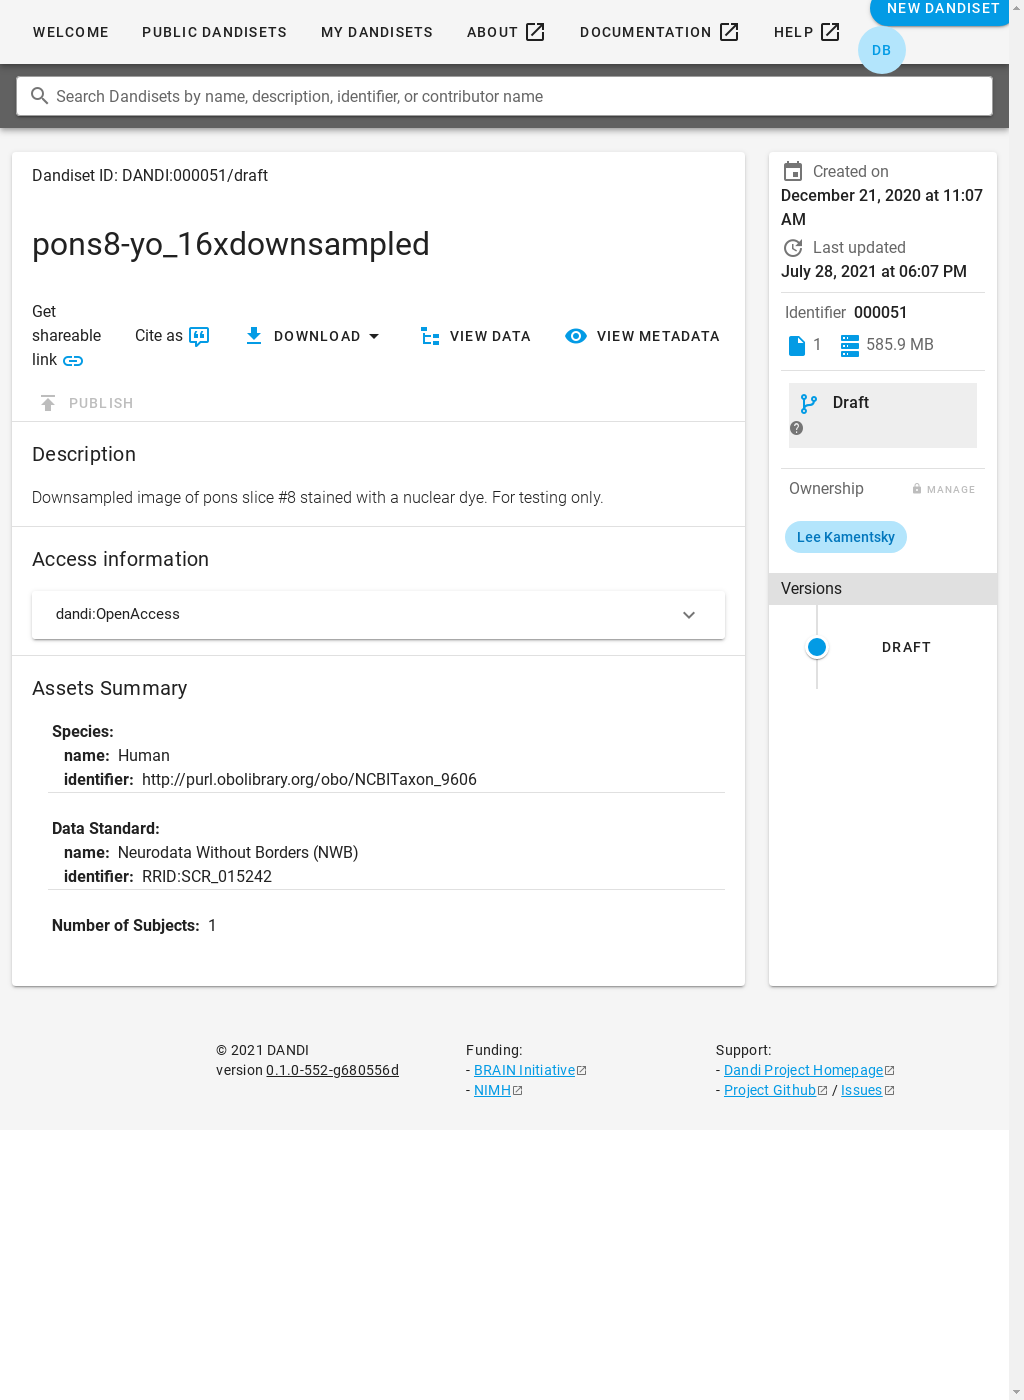 WELCOME PUBLIC DANDISETS MY DANDISETS ABOUT DOCUMENTATION HELP NEW DANDISET
DB
Search Dandisets by name, description, identifier, or contributor name
Dandiset ID: DANDI:000051/draft
pons8-yo_16xdownsampled
Get shareable link
Cite as
DOWNLOAD
VIEW DATA
VIEW METADATA
PUBLISH
Description
Downsampled image of pons slice #8 stained with a nuclear dye. For testing only.
Access information
dandi:OpenAccess
Assets Summary
Species:
name: Human
identifier: http://purl.obolibrary.org/obo/NCBITaxon_9606
Data Standard:
name: Neurodata Without Borders (NWB)
identifier: RRID:SCR_015242
Number of Subjects: 1
Created on
December 21, 2020 at 11:07
AM
Last updated
July 28, 2021 at 06:07 PM
Identifier 000051
1 585.9 MB
Draft
Ownership MANAGE
Lee Kamentsky
Versions
DRAFT
© 2021 DANDI
version 0.1.0-552-g680556d
Funding:
- BRAIN Initiative
- NIMH
Support:
- Dandi Project Homepage
- Project Github / Issues